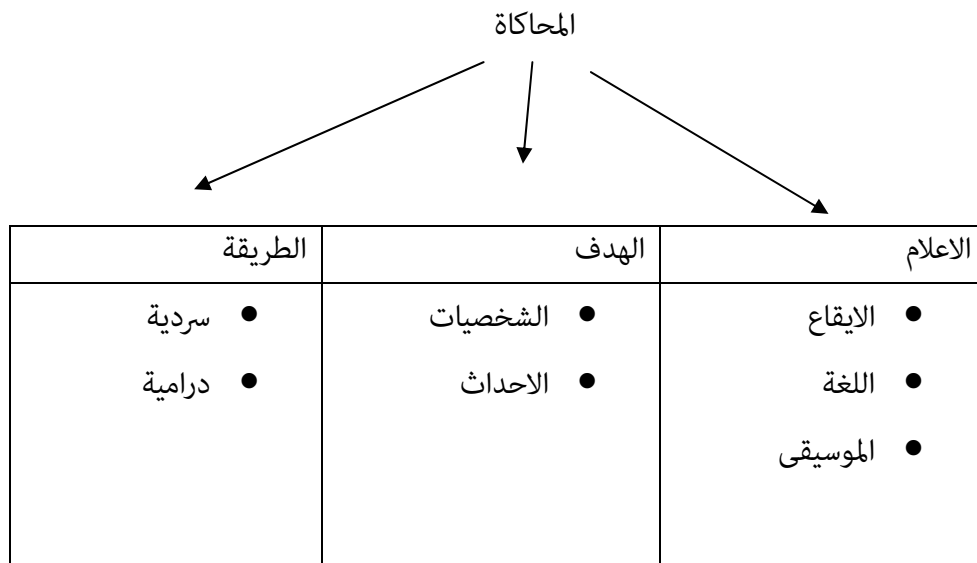 المحاكاة
الاعلام
الهدف
الطريقة
● الايقاع
● اللغة
● الموسيقى
● الشخصيات
● الاحداث
● سردية
● درامية